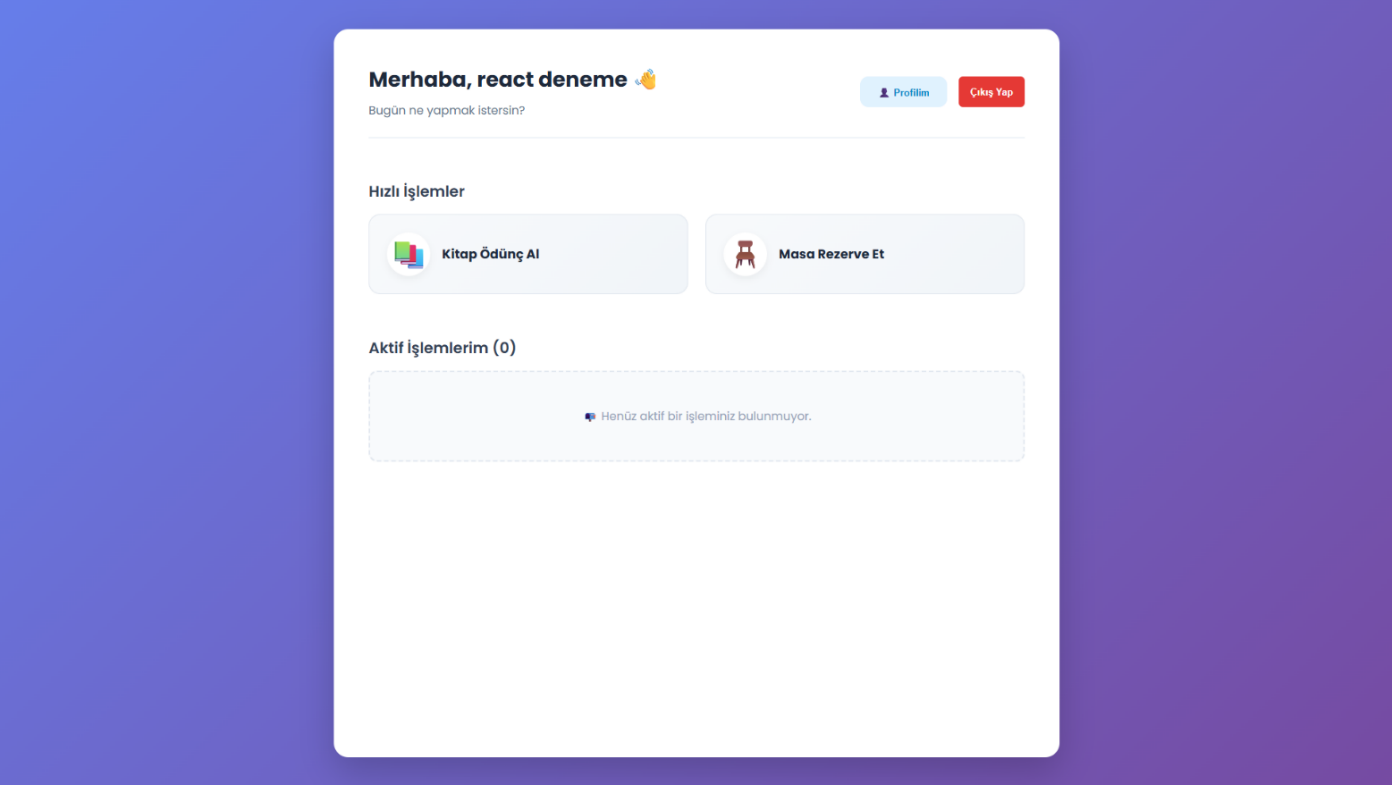 Merhaba, react deneme 👋
Bugün ne yapmak istersin?
👤 Profilim
Çıkış Yap
Hızlı İşlemler
Kitap Ödünç Al
Masa Rezerve Et
Aktif İşlemlerim (0)
📭 Henüz aktif bir işleminiz bulunmuyor.